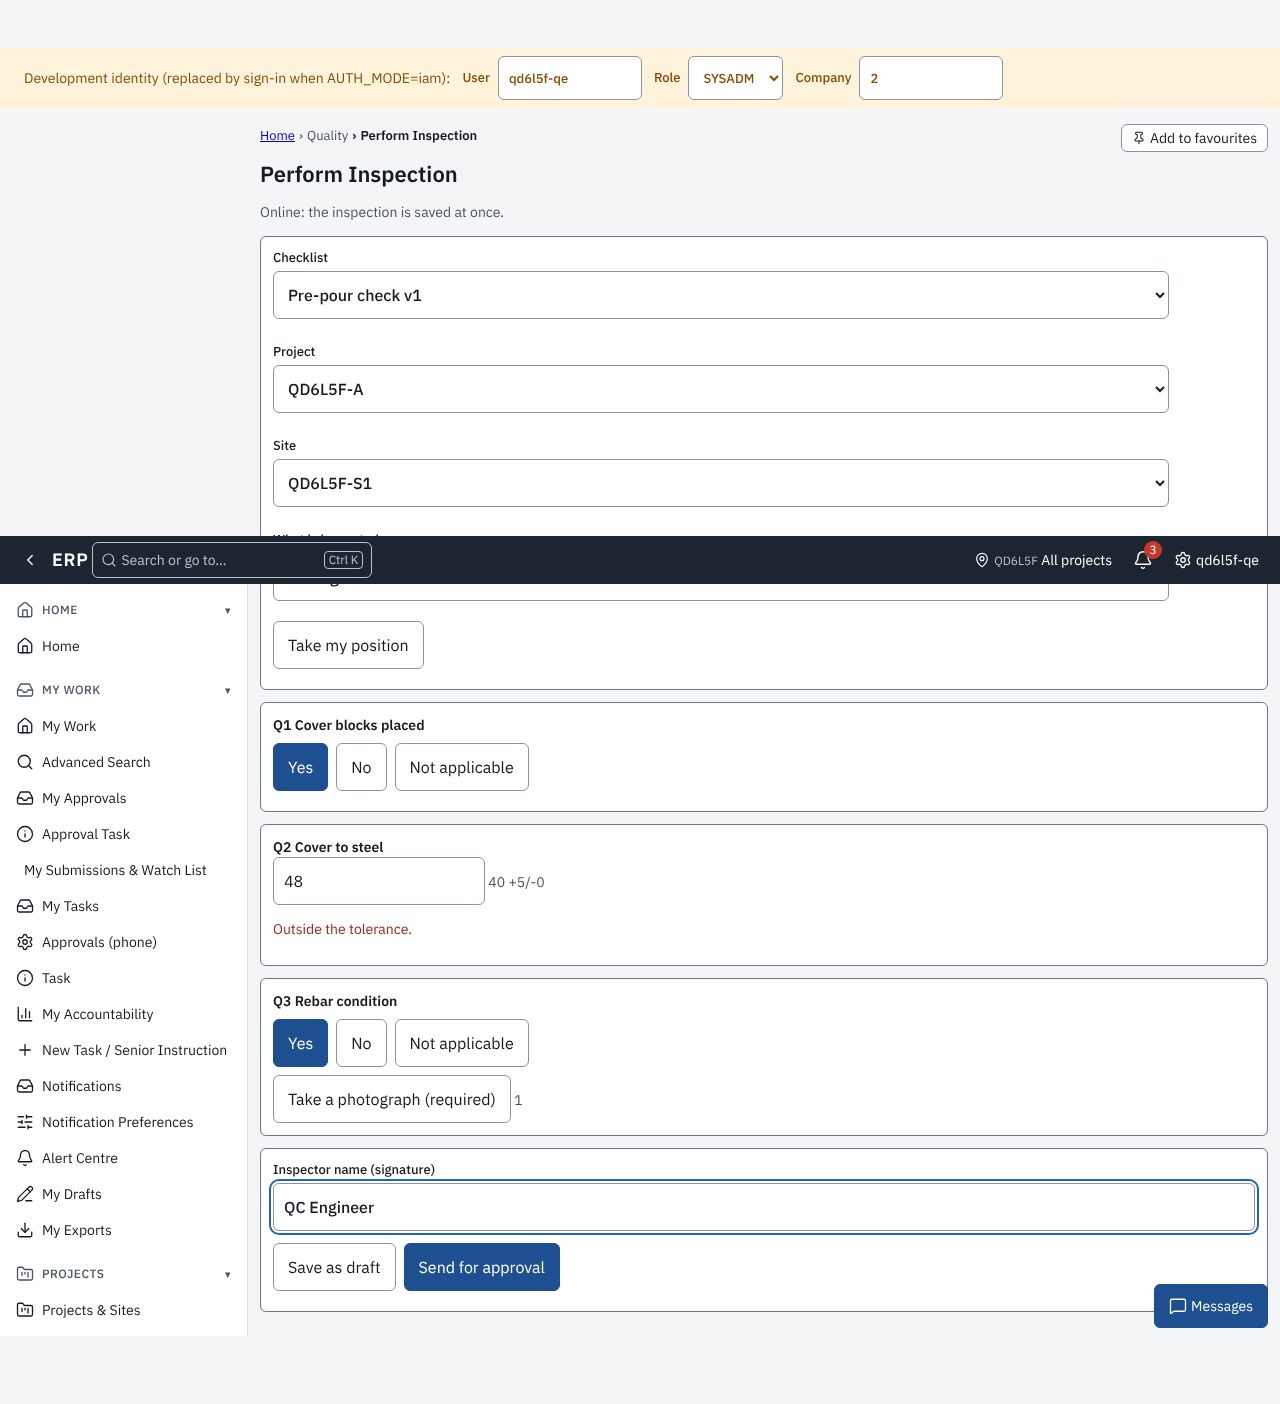 Development identity (replaced by sign-in when AUTH_MODE=iam): User qd6l5f-qe Role SYSADM Company 2
Home › Quality › Perform Inspection
Add to favourites
Perform Inspection
Online: the inspection is saved at once.
Checklist
Pre-pour check v1
Project
QD6L5F-A
Site
QD6L5F-S1
ERP Search or go to... Ctrl K QD6L5F All projects 3 qd6l5f-qe
Take my position
Q1 Cover blocks placed
Yes No Not applicable
Q2 Cover to steel
48 40 +5/-0
Outside the tolerance.
Q3 Rebar condition
Yes No Not applicable
Take a photograph (required) 1
Inspector name (signature)
QC Engineer
Save as draft Send for approval
Messages
HOME
Home
MY WORK
My Work
Advanced Search
My Approvals
Approval Task
My Submissions & Watch List
My Tasks
Approvals (phone)
Task
My Accountability
New Task / Senior Instruction
Notifications
Notification Preferences
Alert Centre
My Drafts
My Exports
PROJECTS
Projects & Sites